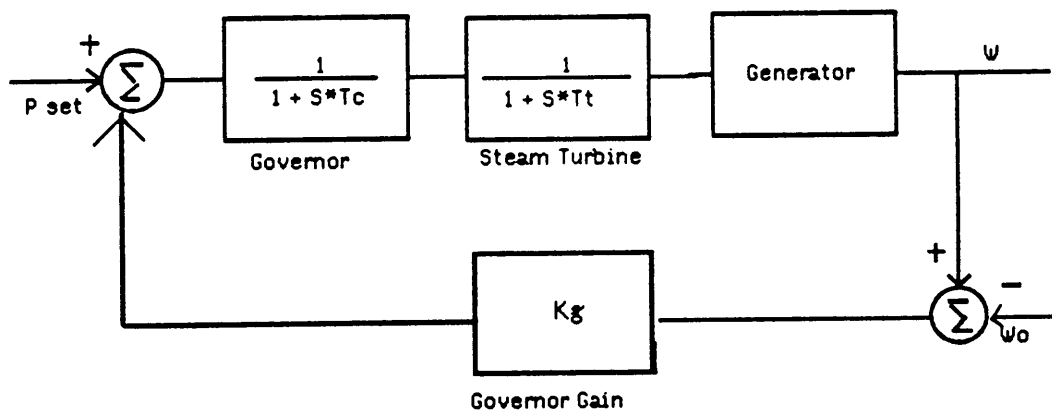 +
Σ
P set
1
1 + S*Tc
Governor
1
1 + S*Tt
Steam Turbine
Generator
W
+
−
Σ
Wo
Kg
Governor Gain